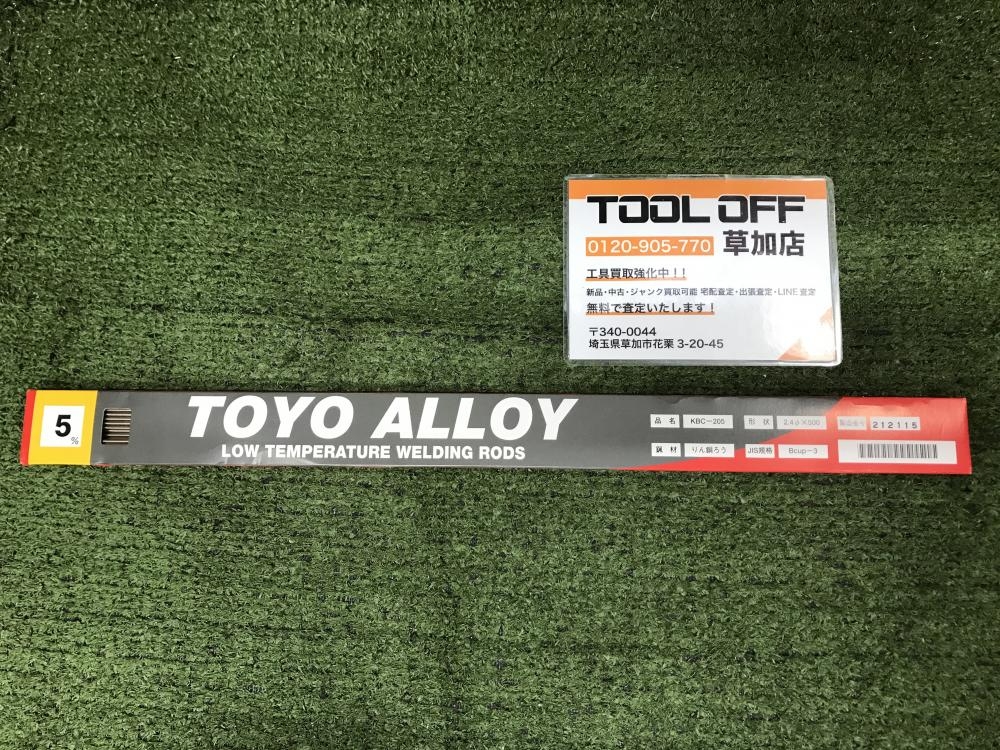 TOOL OFF
0120-905-770 草加店
工具買取強化中！！
新品・中古・ジャンク買取可能 宅配査定・出張査定・LINE査定
無料で査定いたします！
〒340-0044
埼玉県草加市花栗 3-20-45
5%
TOYO ALLOY
LOW TEMPERATURE WELDING RODS
品 名 KBC-205 形 状 2.4φ×500 製品番号 212115
鋼 材 りん銅ろう JIS規格 Bcup-3